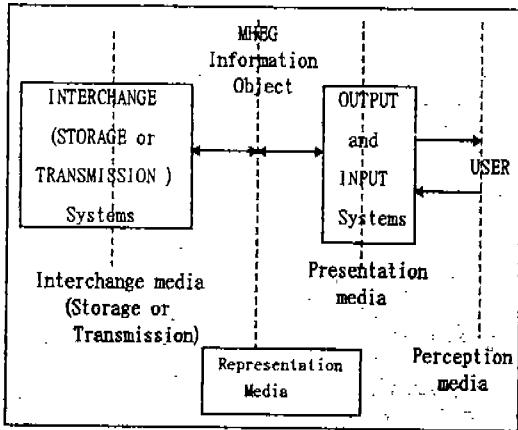 MHEG
Information
Object
INTERCHANGE
(STORAGE or
TRANSMISSION )
Systems
OUTPUT
and
INPUT
Systems
USER
Interchange media
(Storage or
Transmission)
Presentation
media
Representation
Media
Perception
media